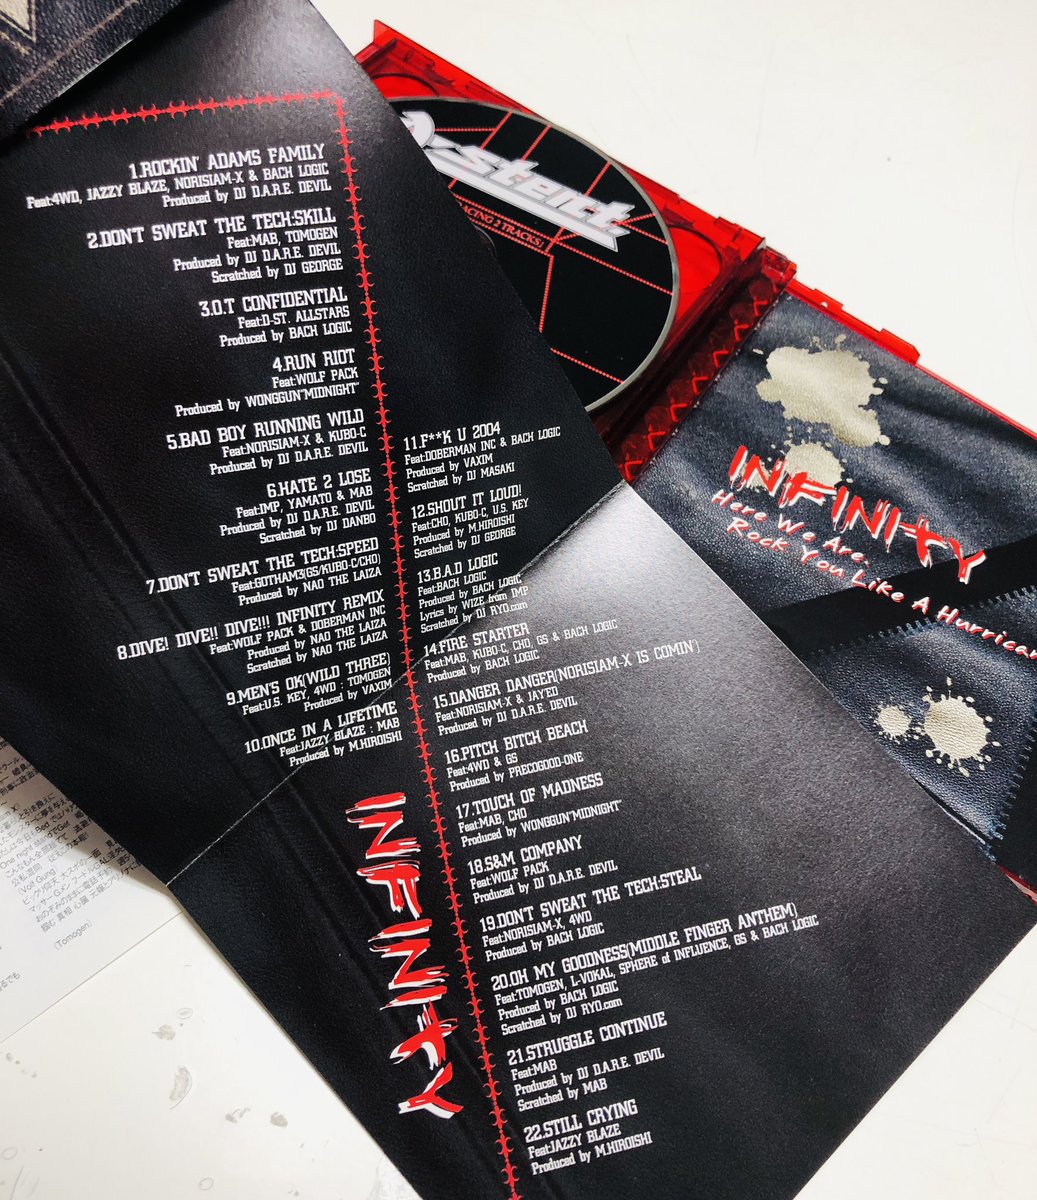 1.ROCKIN' ADAMS FAMILY
Feat:4WD, JAZZY BLAZE, NORISIAM-X & BACH LOGIC
Produced by DJ D.A.R.E. DEVIL
2.DON'T SWEAT THE TECH:SKILL
Feat:MAB, TOMOGEN
Produced by DJ D.A.R.E. DEVIL
Scratched by DJ GEORGE
3.O.T CONFIDENTIAL
Feat:D-ST. ALLSTARS
Produced by BACH LOGIC
4.RUN RIOT
Feat:WOLF PACK
Produced by WONGGUN"MIDNIGHT"
5.BAD BOY RUNNING WILD
Feat:NORISIAM-X & KUBO-C
Produced by DJ D.A.R.E. DEVIL
6.HATE 2 LOSE
Feat:IMP, YAMATO & MAB
Produced by DJ D.A.R.E. DEVIL
Scratched by DJ DANBO
7.DON'T SWEAT THE TECH:SPEED
Feat:GOTHAM3(GS/KUBO-C/CHO)
Produced by NAO THE LAIZA
8.DIVE! DIVE!! DIVE!!! INFINITY REMIX
Feat:WOLF PACK & DOBERMAN INC
Produced by NAO THE LAIZA
Scratched by NAO THE LAIZA
9.MEN'S OK(WILD THREE)
Feat:U.S. KEY, 4WD : TOMOGEN
Produced by VAXIM
10.ONCE IN A LIFETIME
Feat:JAZZY BLAZE : MAB
Produced by M.HIROISHI
11.F**K U 2004
Feat:DOBERMAN INC & BACH LOGIC
Produced by VAXIM
Scratched by DJ MASAKI
12.SHOUT IT LOUD!
Feat:CHO, KUBO-C, U.S. KEY
Produced by M.HIROISHI
Scratched by DJ GEORGE
13.B.A.D LOGIC
Feat:BACH LOGIC
Produced by BACH LOGIC
Lyrics by WIZE from IMP
Scratched by DJ RYO.com
14.FIRE STARTER
Feat:MAB, KUBO-C, CHO, GS & BACH LOGIC
Produced by BACH LOGIC
15.DANGER DANGER(NORISIAM-X IS COMIN')
Feat:NORISIAM-X & JAY'ED
Produced by DJ D.A.R.E. DEVIL
16.PITCH BITCH BEACH
Feat:4WD & GS
Produced by PRECOGOOD-ONE
17.TOUCH OF MADNESS
Feat:MAB, CHO
Produced by WONGGUN"MIDNIGHT"
18.S&M COMPANY
Feat:WOLF PACK
Produced by DJ D.A.R.E. DEVIL
19.DON'T SWEAT THE TECH:STEAL
Feat:NORISIAM-X, 4WD
Produced by BACH LOGIC
20.OH MY GOODNESS(MIDDLE FINGER ANTHEM)
Feat:TOMOGEN, L-VOKAL, SPHERE of INFLUENCE, GS & BACH LOGIC
Produced by BACH LOGIC
Scratched by DJ RYO.com
21.STRUGGLE CONTINUE
Feat:MAB
Produced by DJ D.A.R.E. DEVIL
Scratched by MAB
22.STILL CRYING
Feat:JAZZY BLAZE
Produced by M.HIROISHI
INFINITY
D.Street
ACING 2 TRACKS!
INFINITY
Here We Are,
Rock You Like A Hurrican
One night
Voll Gung
(Tomogen)